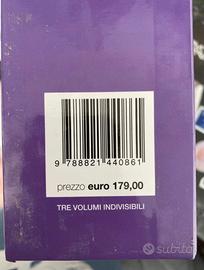 9 788821 440861
prezzo euro 179,00
TRE VOLUMI INDIVISIBILI
subito